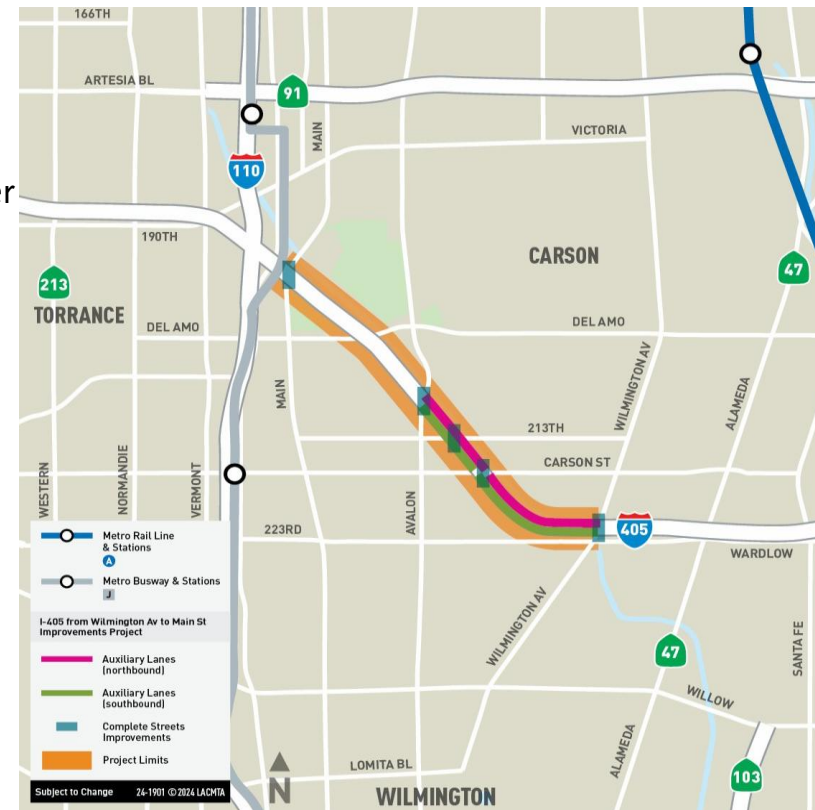 166TH
ARTESIA BL
91
MAIN
VICTORIA
110
er
190TH
CARSON
213
47
TORRANCE
DEL AMO
DEL AMO
MAIN
WILMINGTON AV
ALAMEDA
213TH
CARSON ST
WESTERN
NORMANDIE
VERMONT
AVALON
223RD
405
WARDLOW
Metro Rail Line
& Stations
A
Metro Busway & Stations
J
I-405 from Wilmington Av to Main St
Improvements Project
Auxiliary Lanes
(northbound)
Auxiliary Lanes
(southbound)
Complete Streets
Improvements
Project Limits
Subject to Change 24-1901 ©2024 LACMTA
WILMINGTON AV
47
SANTA FE
WILLOW
ALAMEDA
LOMITA BL
N
WILMINGTON
103